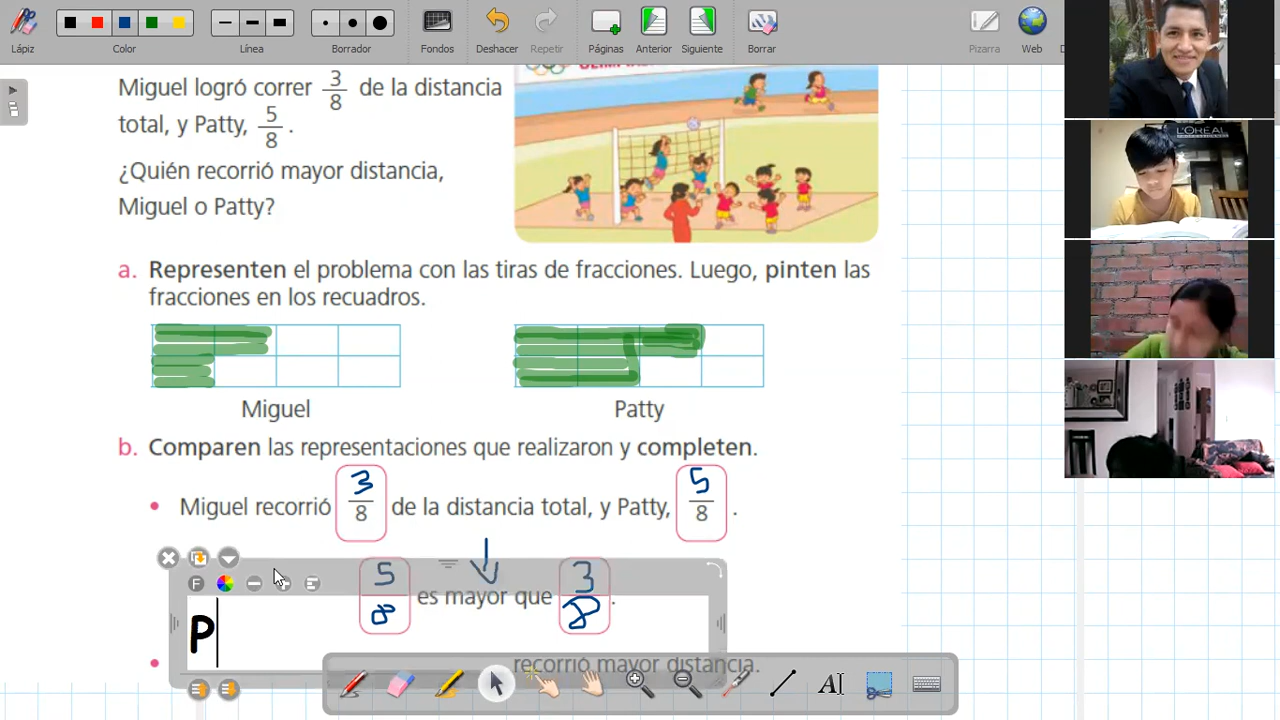 Lápiz
Color
Línea
Borrador
Fondos
Deshacer
Repetir
Páginas
Anterior
Siguiente
Borrar
Pizarra
Web
Miguel logró correr 3/8 de la distancia
total, y Patty, 5/8.
¿Quién recorrió mayor distancia,
Miguel o Patty?
a. Representen el problema con las tiras de fracciones. Luego, pinten las
fracciones en los recuadros.
Miguel
Patty
b. Comparen las representaciones que realizaron y completen.
• Miguel recorrió 3/8 de la distancia total, y Patty, 5/8.
5/8 es mayor que 3/8.
F
P
• recorrió mayor distancia.
AI
L'OREAL
PROFESSIONNEL